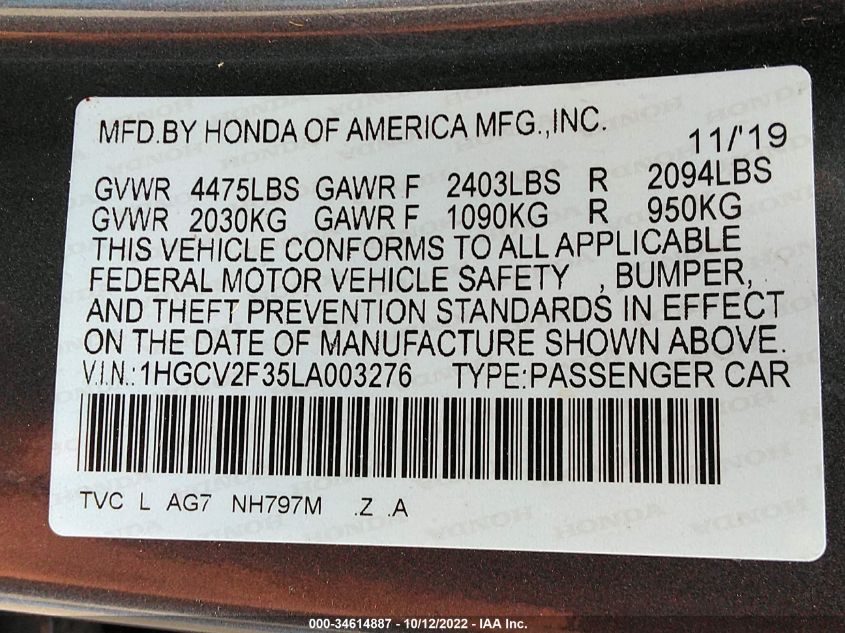 MFD.BY HONDA OF AMERICA MFG.,INC.
11/'19
GVWR 4475LBS GAWR F 2403LBS R 2094LBS
GVWR 2030KG GAWR F 1090KG R 950KG
THIS VEHICLE CONFORMS TO ALL APPLICABLE
FEDERAL MOTOR VEHICLE SAFETY , BUMPER,
AND THEFT PREVENTION STANDARDS IN EFFECT
ON THE DATE OF MANUFACTURE SHOWN ABOVE.
V.I.N.:1HGCV2F35LA003276 TYPE:PASSENGER CAR
TVC L AG7 NH797M .Z .A
000-34614887 - 10/12/2022 - IAA Inc.